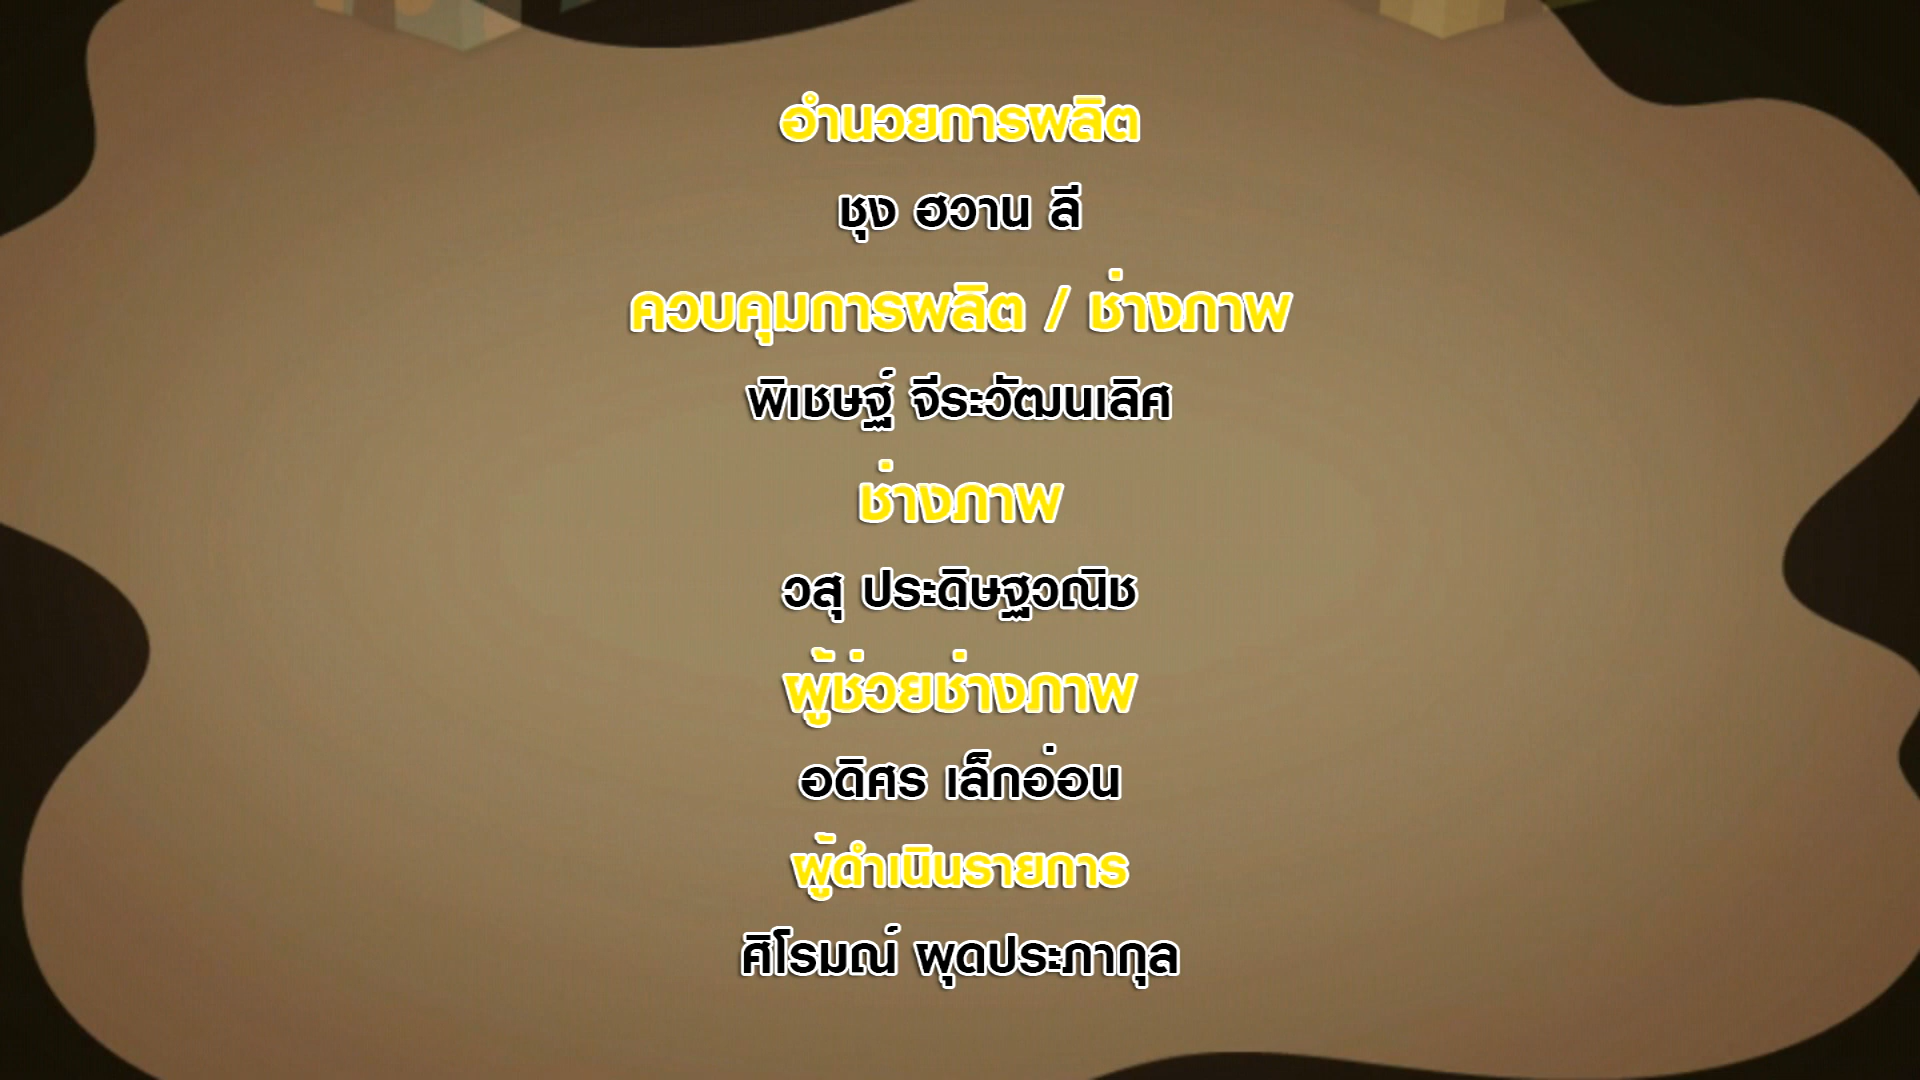 อำนวยการผลิต
ชุง ฮวาน ลี
ควบคุมการผลิต / ช่างภาพ
พิเชษฐ์ จีระวัฒนเลิศ
ช่างภาพ
วสุ ประดิษฐวณิช
ผู้ช่วยช่างภาพ
อดิศร เล็กอ่อน
ผู้ดำเนินรายการ
ศิโรมณ์ ผุดประภากุล